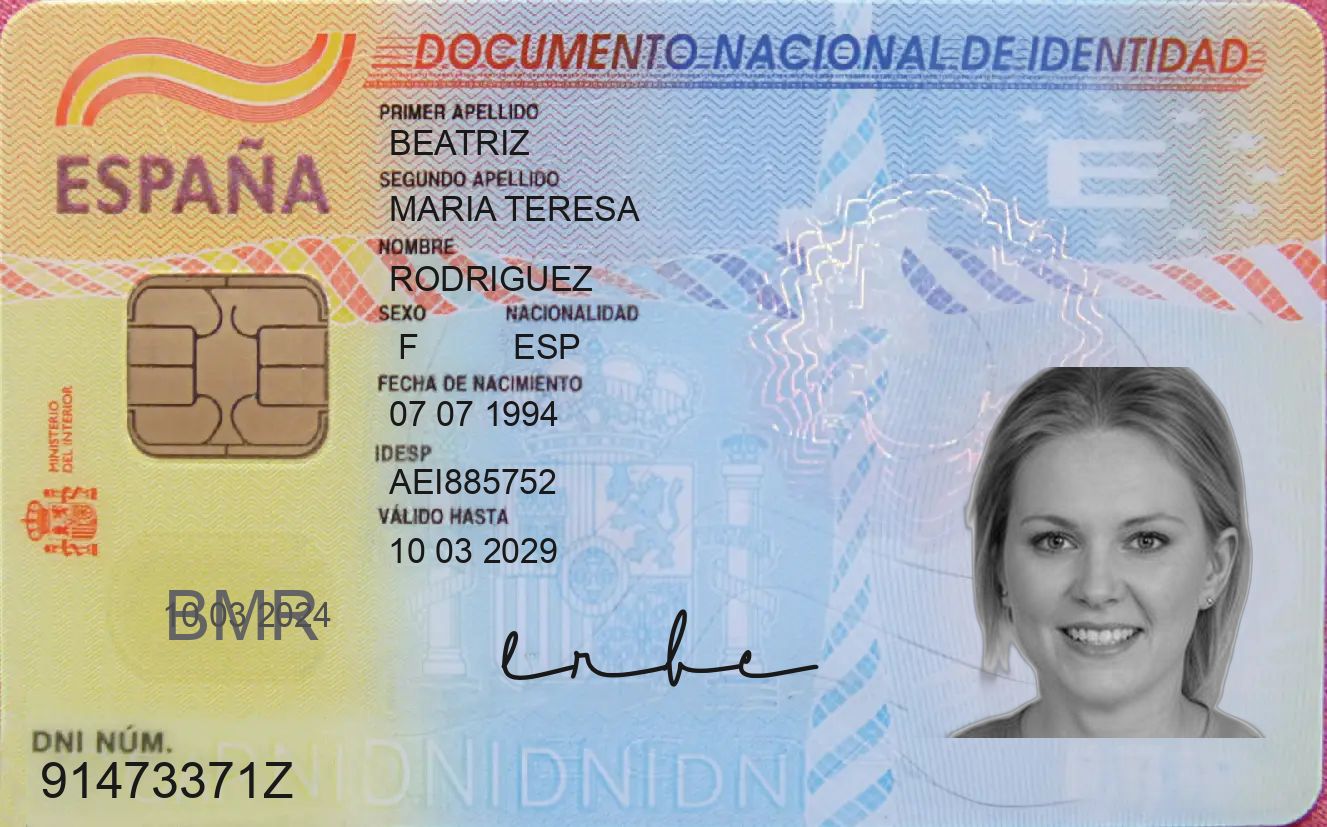 DOCUMENTO NACIONAL DE IDENTIDAD
ESPAÑA
PRIMER APELLIDO
BEATRIZ
SEGUNDO APELLIDO
MARIA TERESA
NOMBRE
RODRIGUEZ
SEXO NACIONALIDAD
F ESP
FECHA DE NACIMIENTO
07 07 1994
IDESP
AEI885752
VÁLIDO HASTA
10 03 2029
MINISTERIO
DEL INTERIOR
BMR
10 03 2024
DNI NÚM.
91473371Z
DNIDNIDNIDNIDN
E